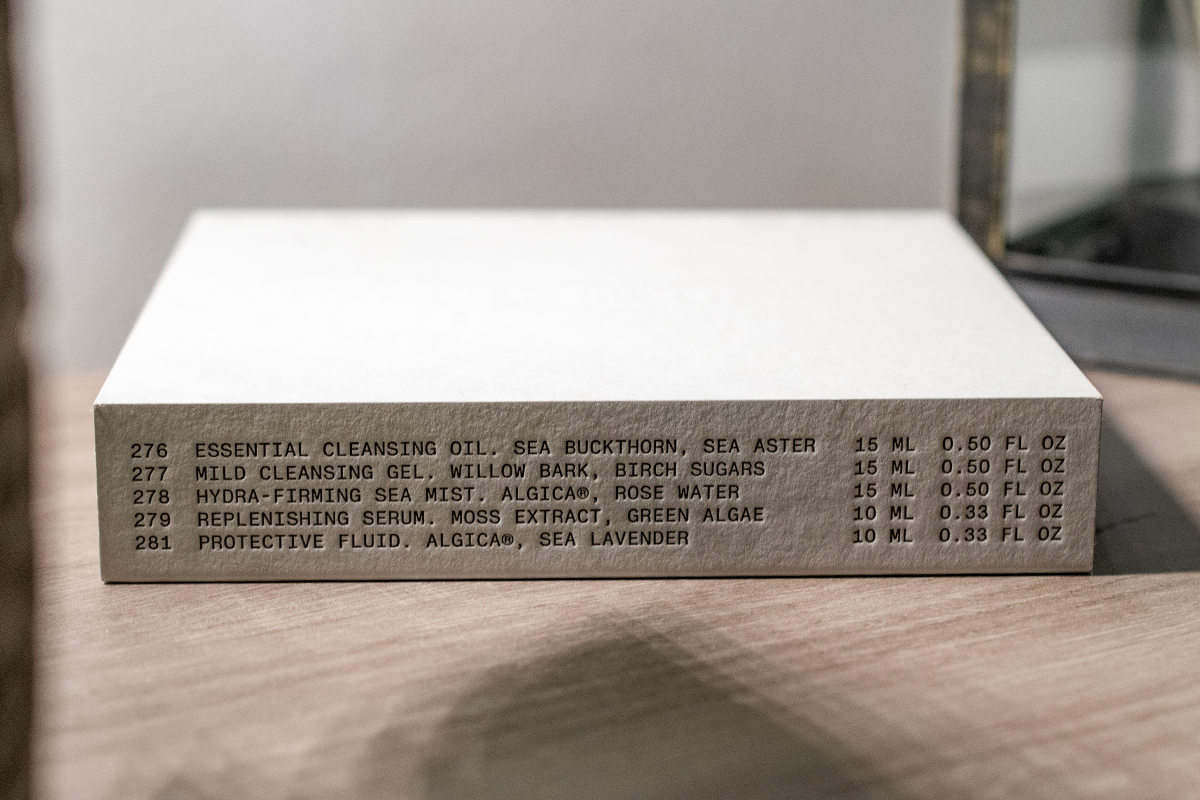 276 ESSENTIAL CLEANSING OIL. SEA BUCKTHORN, SEA ASTER 15 ML 0.50 FL OZ
277 MILD CLEANSING GEL. WILLOW BARK, BIRCH SUGARS 15 ML 0.50 FL OZ
278 HYDRA-FIRMING SEA MIST. ALGICA®, ROSE WATER 15 ML 0.50 FL OZ
279 REPLENISHING SERUM. MOSS EXTRACT, GREEN ALGAE 10 ML 0.33 FL OZ
281 PROTECTIVE FLUID. ALGICA®, SEA LAVENDER 10 ML 0.33 FL OZ